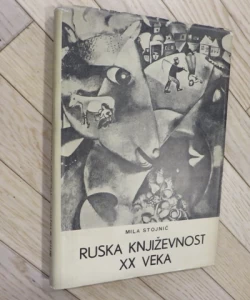 MILA STOJNIĆ
RUSKA KNJIŽEVNOST
XX VEKA